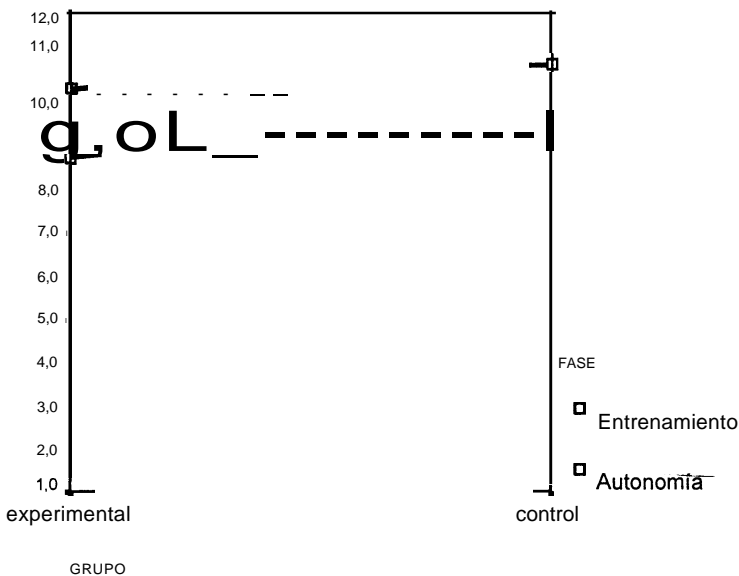 12,0
11,0
10,0
g,oL_
8,0
7,0
6,0
5,0
4,0
3,0
2,0
1,0
experimental
control
GRUPO
FASE
Entrenamiento
Autonomía